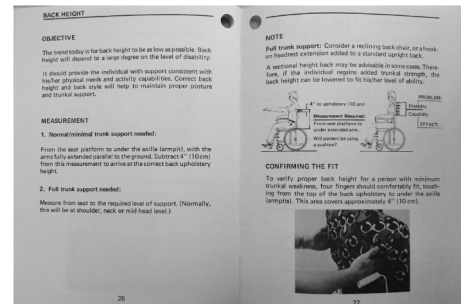 BACK HEIGHT
OBJECTIVE
The trend today is for back height to be as low as possible. Back
height will depend to a large degree on the level of disability.
It should provide the individual with support consistent with
his/her physical needs and activity capabilities. Correct back
height and back style will help to maintain proper posture
and trunkal support.
MEASUREMENT
1. Normal/minimal trunk support needed:
From the seat platform to under the axilla (armpit), with the
arms fully extended parallel to the ground. Subtract 4" (10 cm)
from this measurement to arrive at the correct back upholstery
height.
2. Full trunk support needed:
Measure from seat to the required level of support. (Normally,
this will be at shoulder, neck or mid head level.)
26
NOTE
Full trunk support: Consider a reclining back chair, or a hook-
on headrest extension added to a standard upright back.
A sectional height back may be advisable in some cases. There-
fore, if the individual regains added trunkal strength, the
back height can be lowered to fit his/her level of ability.
4" to upholstery (10 cm)
Measurement Required:
From seat platform to
under extended arm.
Will patient be using
a cushion?
PROBLEM:
Disability
Capability
EFFECT:
CONFIRMING THE FIT
To verify proper back height for a person with minimum
trunkal weakness, four fingers should comfortably fit, touch-
ing from the top of the back upholstery to under the axilla
(armpits). This area covers approximately 4" (10 cm).
27